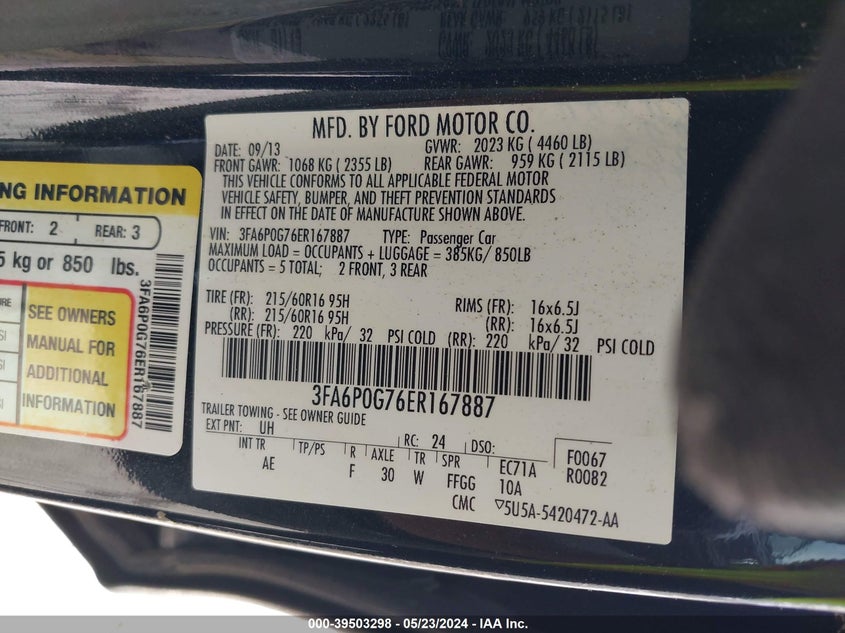 MFD. BY FORD MOTOR CO.
DATE: 09/13 GVWR: 2023 KG ( 4460 LB)
FRONT GAWR: 1068 KG ( 2355 LB) REAR GAWR: 959 KG ( 2115 LB)
THIS VEHICLE CONFORMS TO ALL APPLICABLE FEDERAL MOTOR
VEHICLE SAFETY, BUMPER, AND THEFT PREVENTION STANDARDS
IN EFFECT ON THE DATE OF MANUFACTURE SHOWN ABOVE.
VIN: 3FA6P0G76ER167887 TYPE: Passenger Car
MAXIMUM LOAD = OCCUPANTS + LUGGAGE = 385KG/ 850LB
OCCUPANTS = 5 TOTAL; 2 FRONT, 3 REAR
TIRE (FR): 215/60R16 95H RIMS (FR): 16x6.5J
(RR): 215/60R16 95H (RR): 16x6.5J
PRESSURE (FR): 220 kPa/ 32 PSI COLD (RR): 220 kPa/ 32 PSI COLD
3FA6P0G76ER167887
TRAILER TOWING - SEE OWNER GUIDE
EXT PNT: UH RC: 24 DSO: F0067
INT TR TP/PS R AXLE TR SPR EC71A R0082
AE F 30 W FFGG 10A
CMC ▽5U5A-5420472-AA
NG INFORMATION
FRONT: 2 REAR: 3
5 kg or 850 lbs.
SEE OWNERS
MANUAL FOR
ADDITIONAL
INFORMATION
3FA6P0G76ER167887
000-39503298 - 05/23/2024 - IAA Inc.